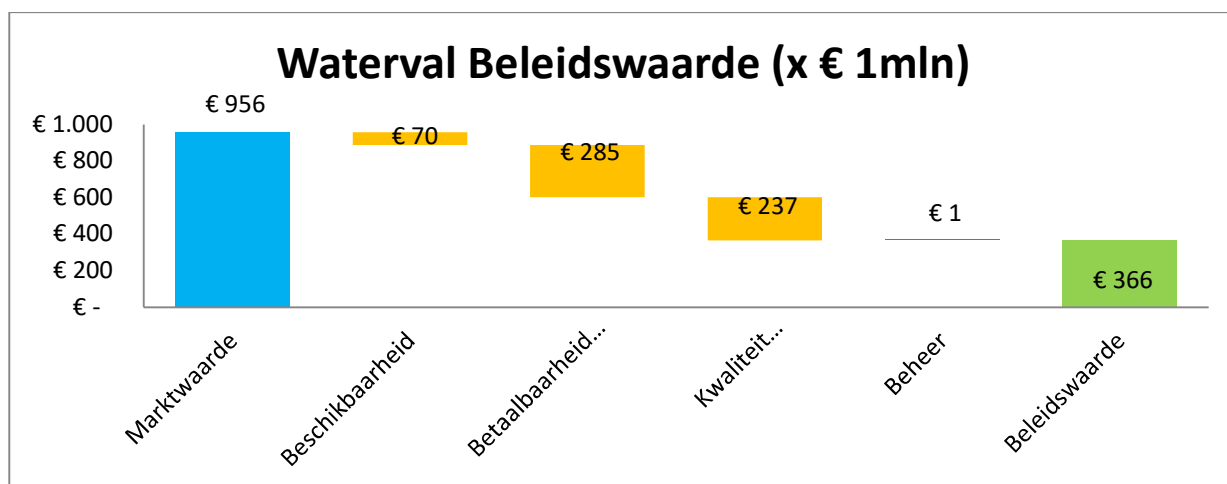 Waterval Beleidswaarde (x € 1mln)
€ 956
€ 1.000
€ 800
€ 600
€ 400
€ 200
€ -
€ 70
€ 285
€ 237
€ 1
€ 366
Marktwaarde
Beschikbaarheid
Betaalbaarheid...
Kwaliteit...
Beheer
Beleidswaarde